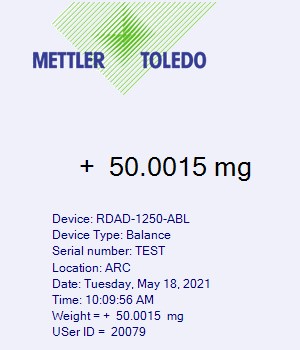 METTLER TOLEDO
+ 50.0015 mg
Device: RDAD-1250-ABL
Device Type: Balance
Serial number: TEST
Location: ARC
Date: Tuesday, May 18, 2021
Time: 10:09:56 AM
Weight = + 50.0015 mg
USer ID = 20079